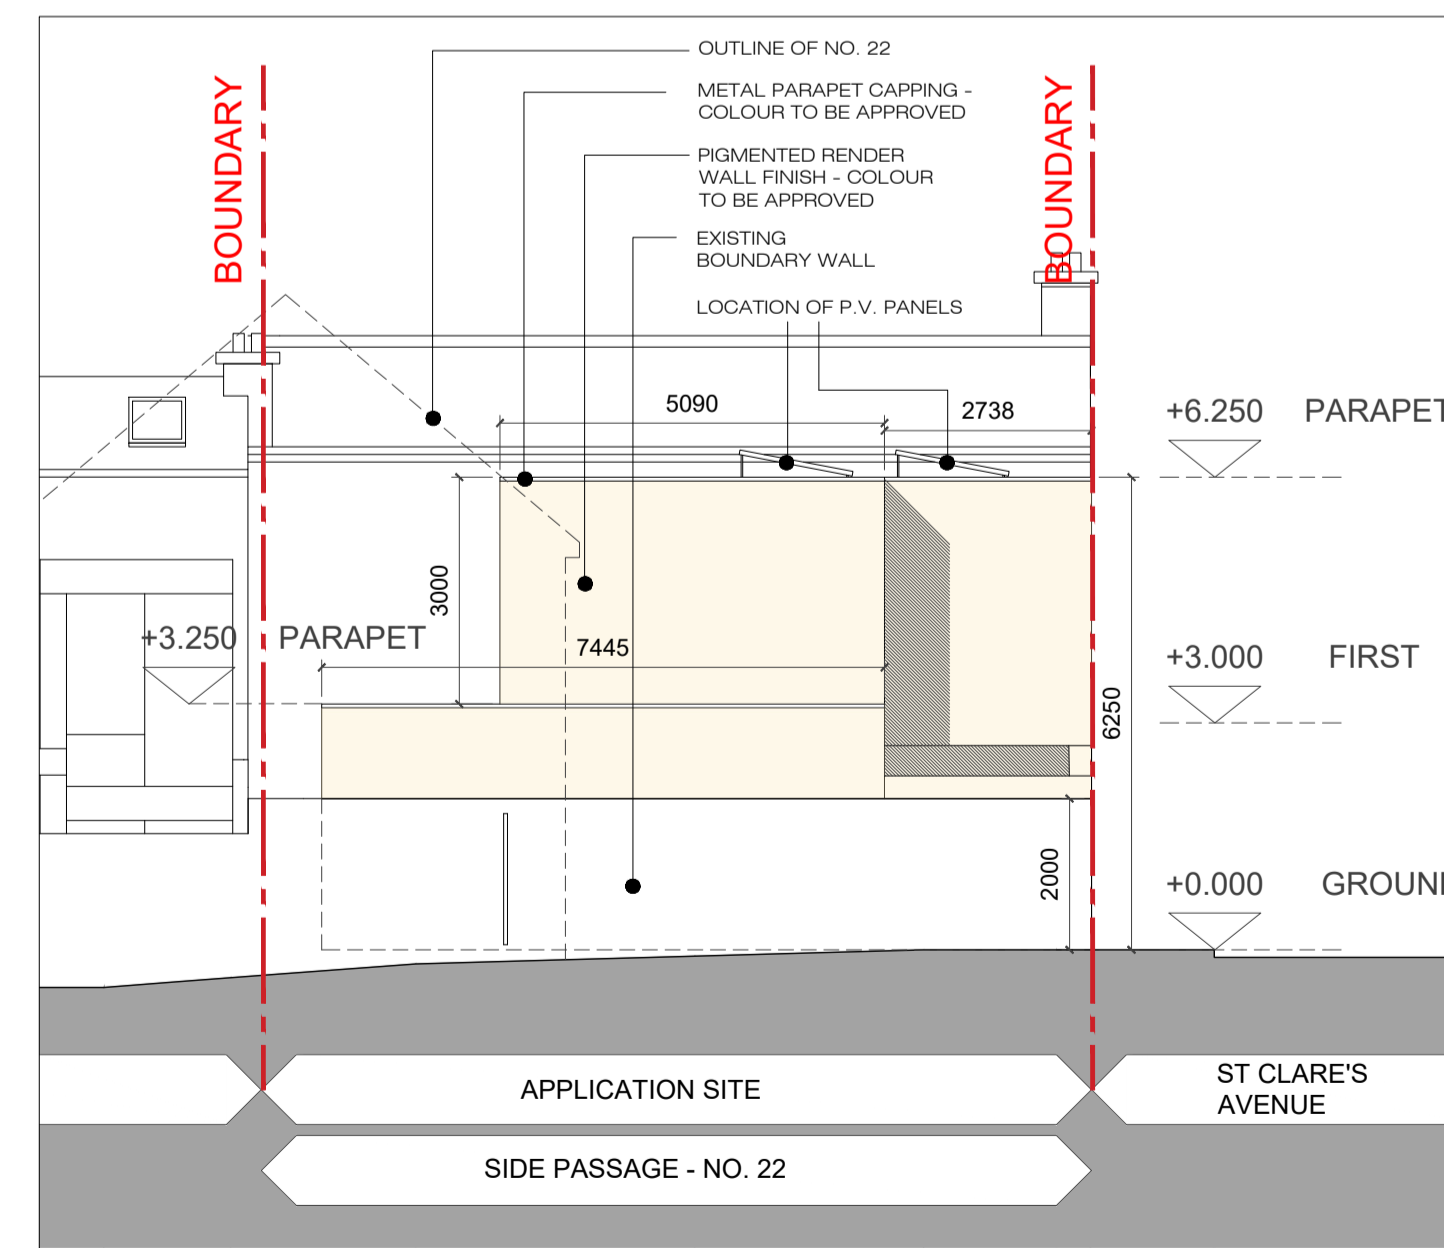 OUTLINE OF NO. 22
METAL PARAPET CAPPING -
COLOUR TO BE APPROVED
PIGMENTED RENDER
WALL FINISH - COLOUR
TO BE APPROVED
EXISTING
BOUNDARY WALL
LOCATION OF P.V. PANELS
BOUNDARY
BOUNDARY
5090
2738
+6.250 PARAPET
3000
7445
+3.250 PARAPET
+3.000 FIRST
6250
2000
+0.000 GROUN
APPLICATION SITE
ST CLARE'S
AVENUE
SIDE PASSAGE - NO. 22